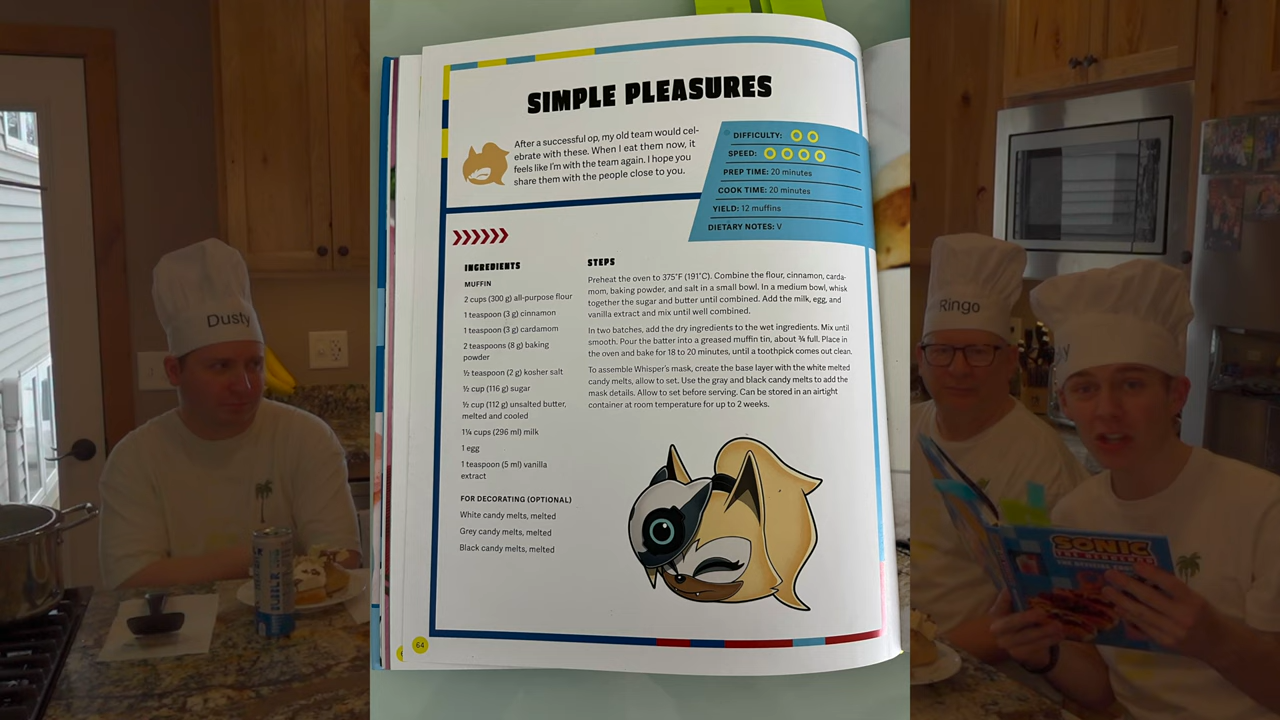 SIMPLE PLEASURES
After a successful op, my old team would cel-
ebrate with these. When I eat them now, it
feels like I'm with the team again. I hope you
share them with the people close to you.
DIFFICULTY:
SPEED:
PREP TIME: 20 minutes
COOK TIME: 20 minutes
YIELD: 12 muffins
DIETARY NOTES: V
INGREDIENTS
MUFFIN
2 cups (300 g) all-purpose flour
1 teaspoon (3 g) cinnamon
1 teaspoon (3 g) cardamom
2 teaspoons (8 g) baking
powder
½ teaspoon (2 g) kosher salt
½ cup (116 g) sugar
½ cup (112 g) unsalted butter,
melted and cooled
1¼ cups (296 ml) milk
1 egg
1 teaspoon (5 ml) vanilla
extract
FOR DECORATING (OPTIONAL)
White candy melts, melted
Grey candy melts, melted
Black candy melts, melted
STEPS
Preheat the oven to 375°F (191°C). Combine the flour, cinnamon, carda-
mom, baking powder, and salt in a small bowl. In a medium bowl, whisk
together the sugar and butter until combined. Add the milk, egg, and
vanilla extract and mix until well combined.
In two batches, add the dry ingredients to the wet ingredients. Mix until
smooth. Pour the batter into a greased muffin tin, about ¾ full. Place in
the oven and bake for 18 to 20 minutes, until a toothpick comes out clean.
To assemble Whisper's mask, create the base layer with the white melted
candy melts, allow to set. Use the gray and black candy melts to add the
mask details. Allow to set before serving. Can be stored in an airtight
container at room temperature for up to 2 weeks.
64
Dusty
Ringo
SONIC